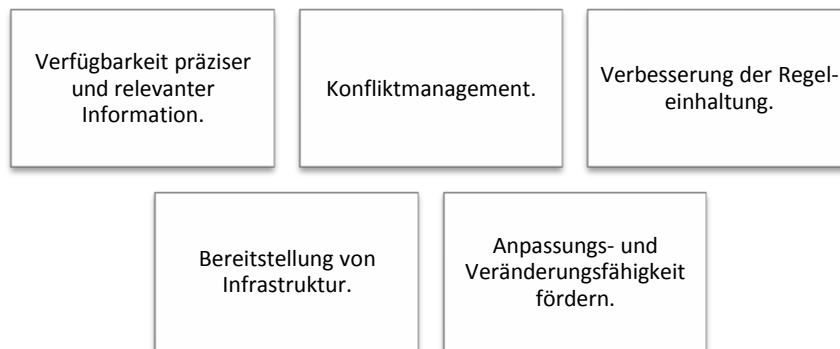 Verfügbarkeit präziser
und relevanter
Information.
Konfliktmanagement.
Verbesserung der Regel-
einhaltung.
Bereitstellung von
Infrastruktur.
Anpassungs- und
Veränderungsfähigkeit
fördern.